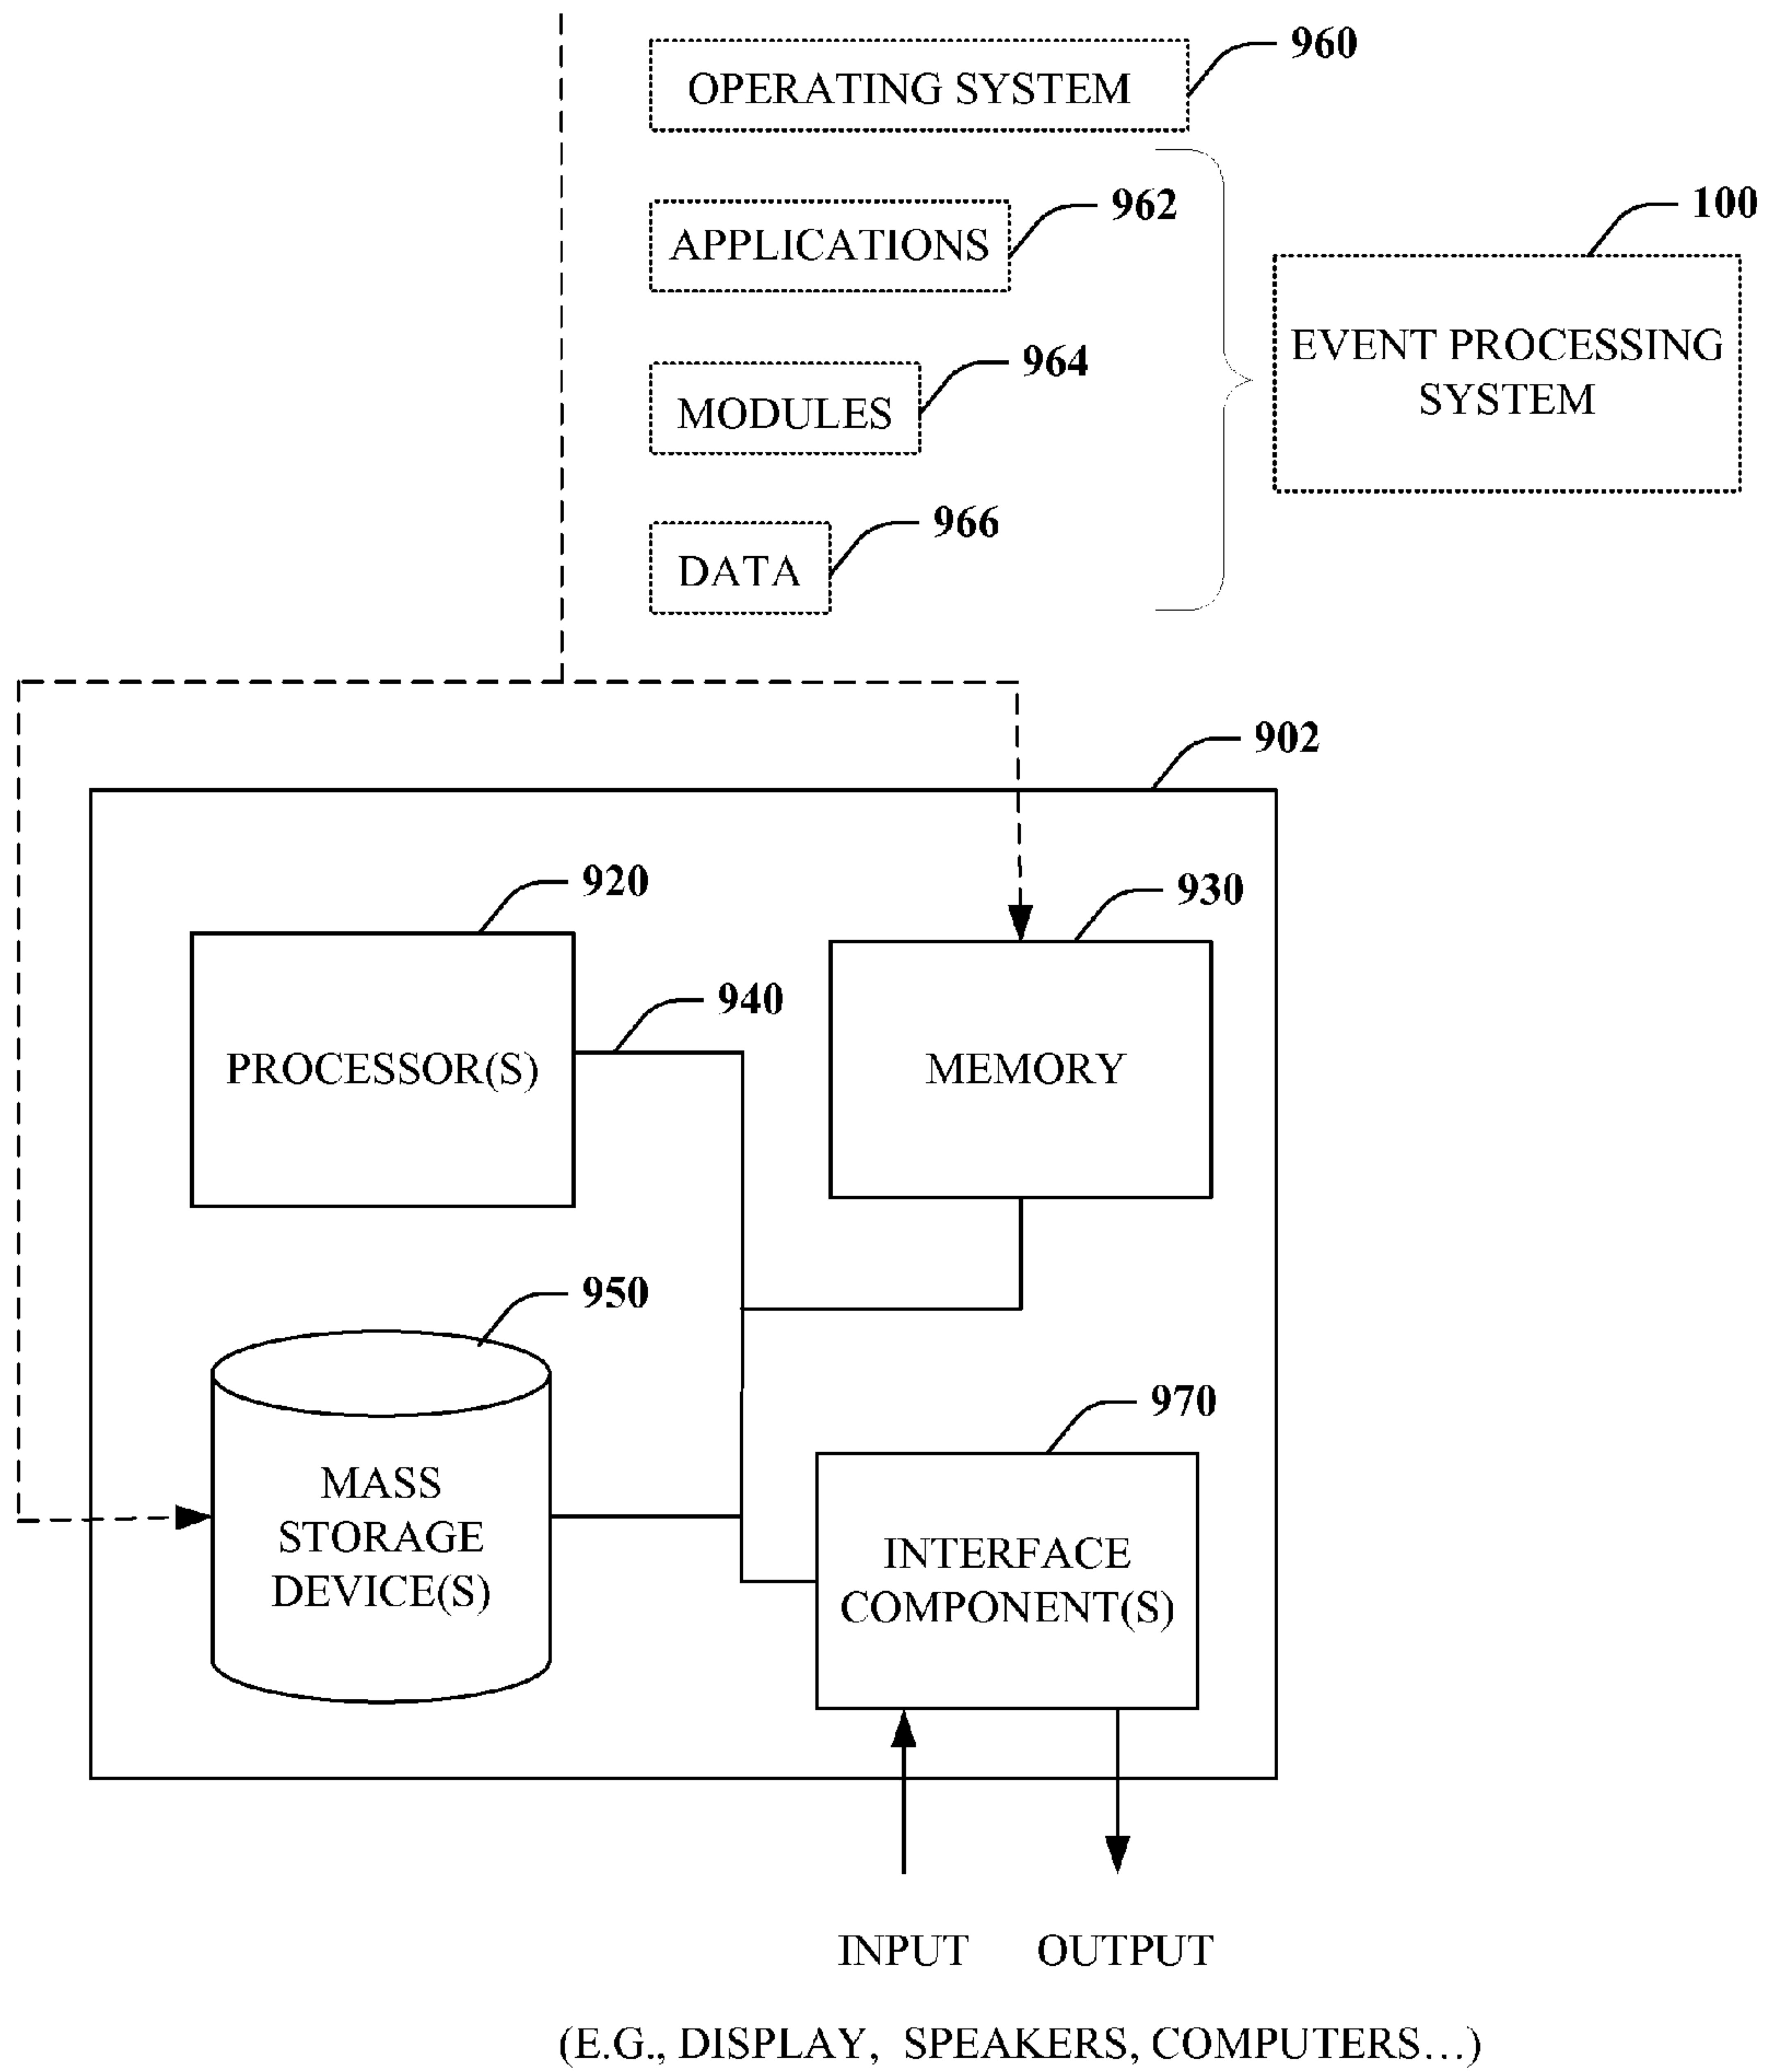 960
OPERATING SYSTEM
962
APPLICATIONS
100
EVENT PROCESSING
SYSTEM
964
MODULES
966
DATA
902
920
PROCESSOR(S)
930
MEMORY
940
950
MASS
STORAGE
DEVICE(S)
970
INTERFACE
COMPONENT(S)
INPUT OUTPUT
(E.G., DISPLAY, SPEAKERS, COMPUTERS…)